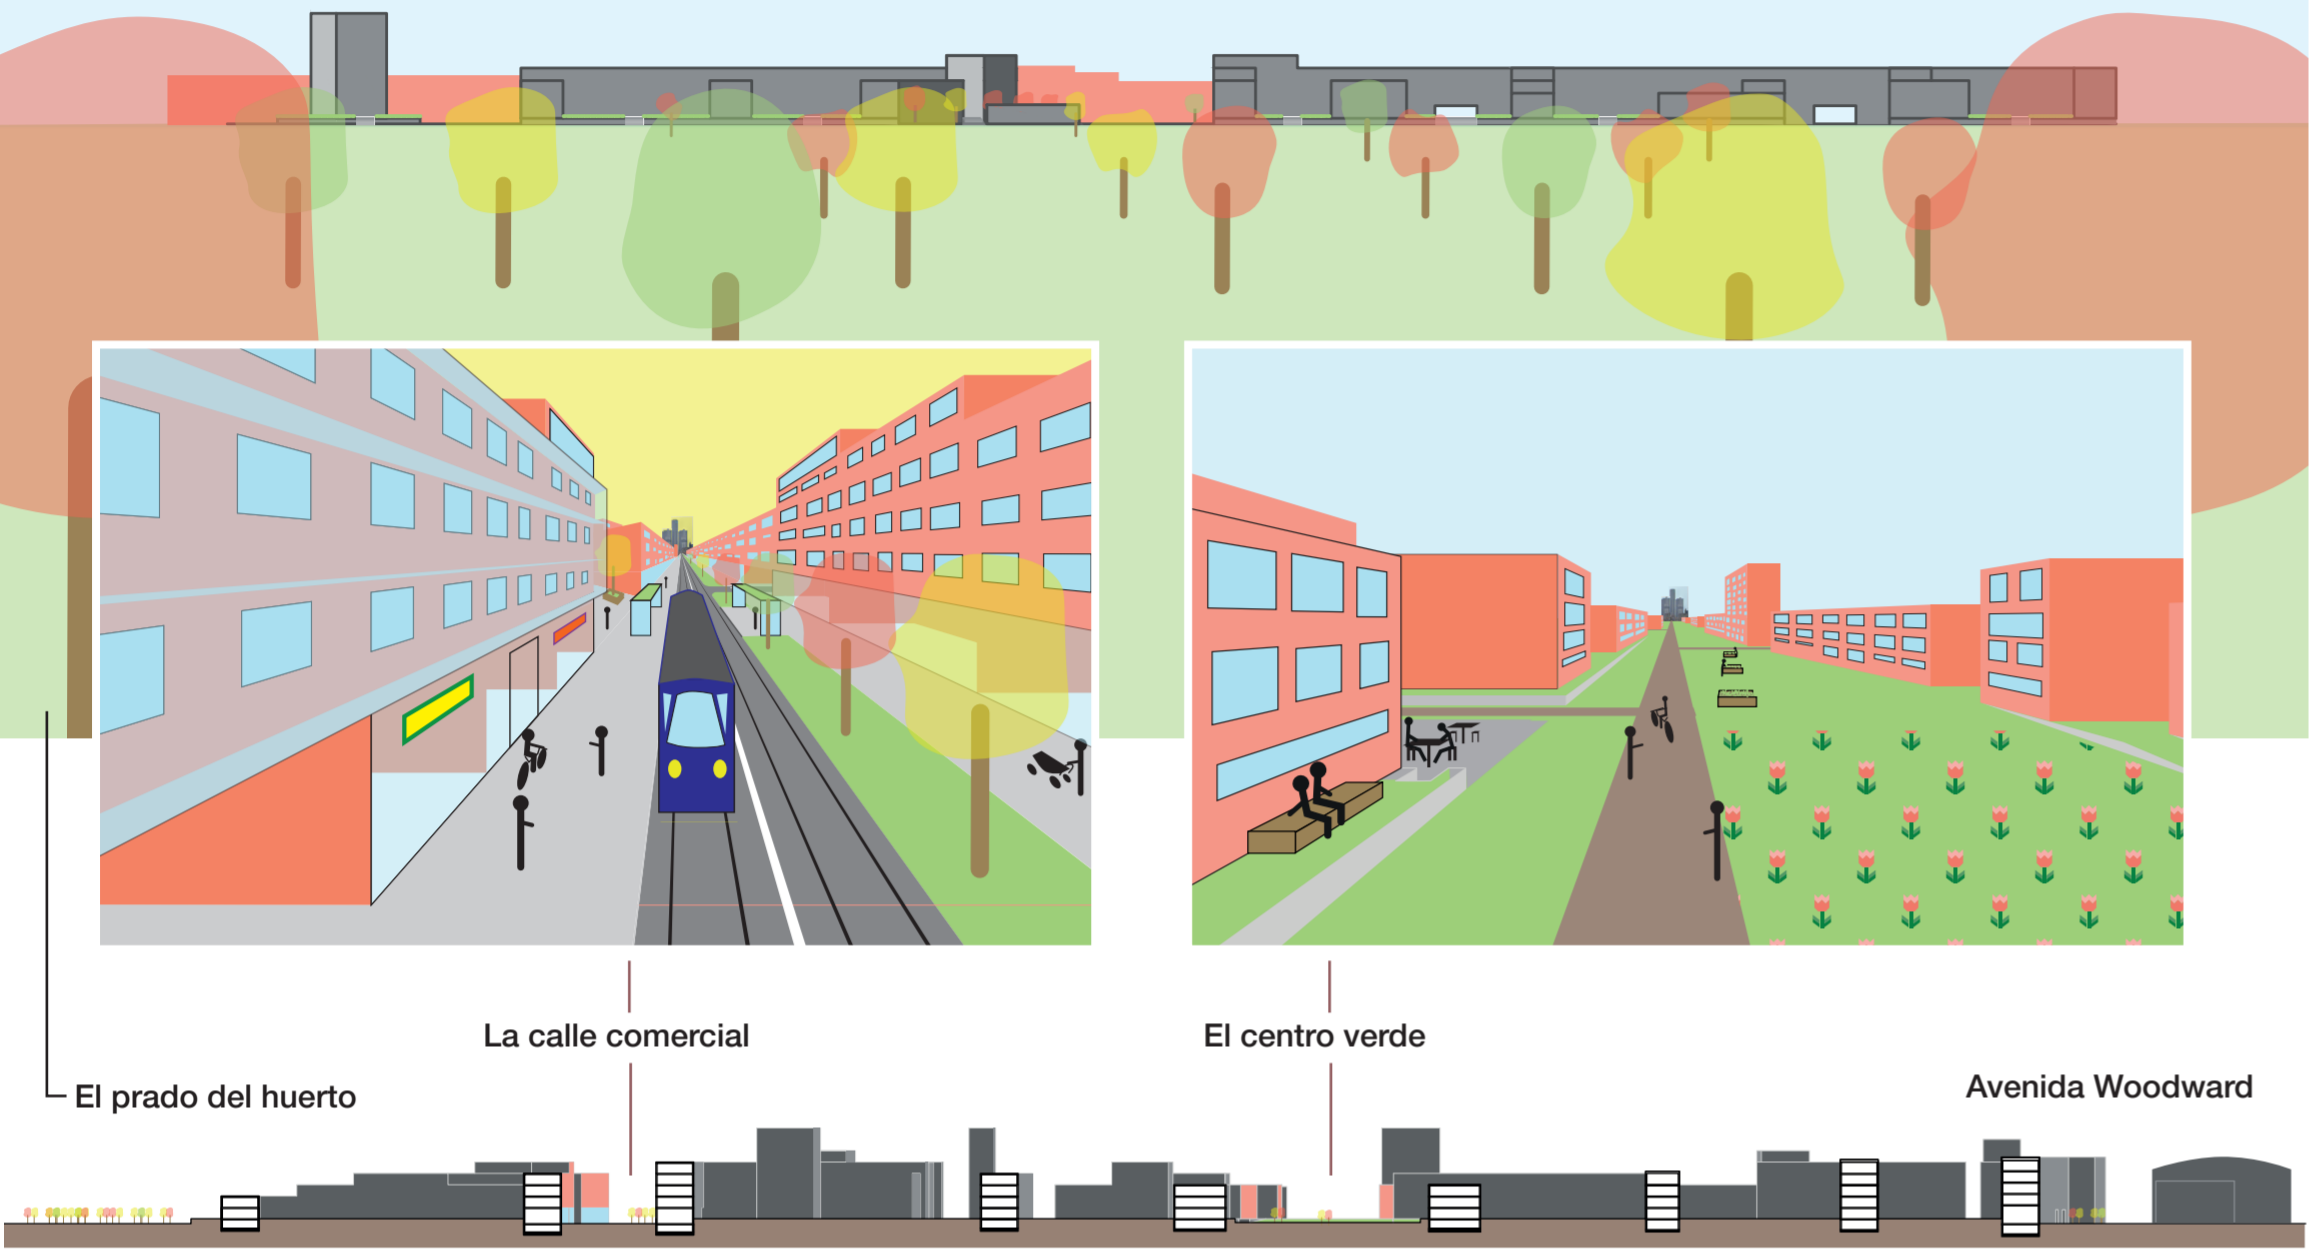 La calle comercial
El centro verde
El prado del huerto
Avenida Woodward